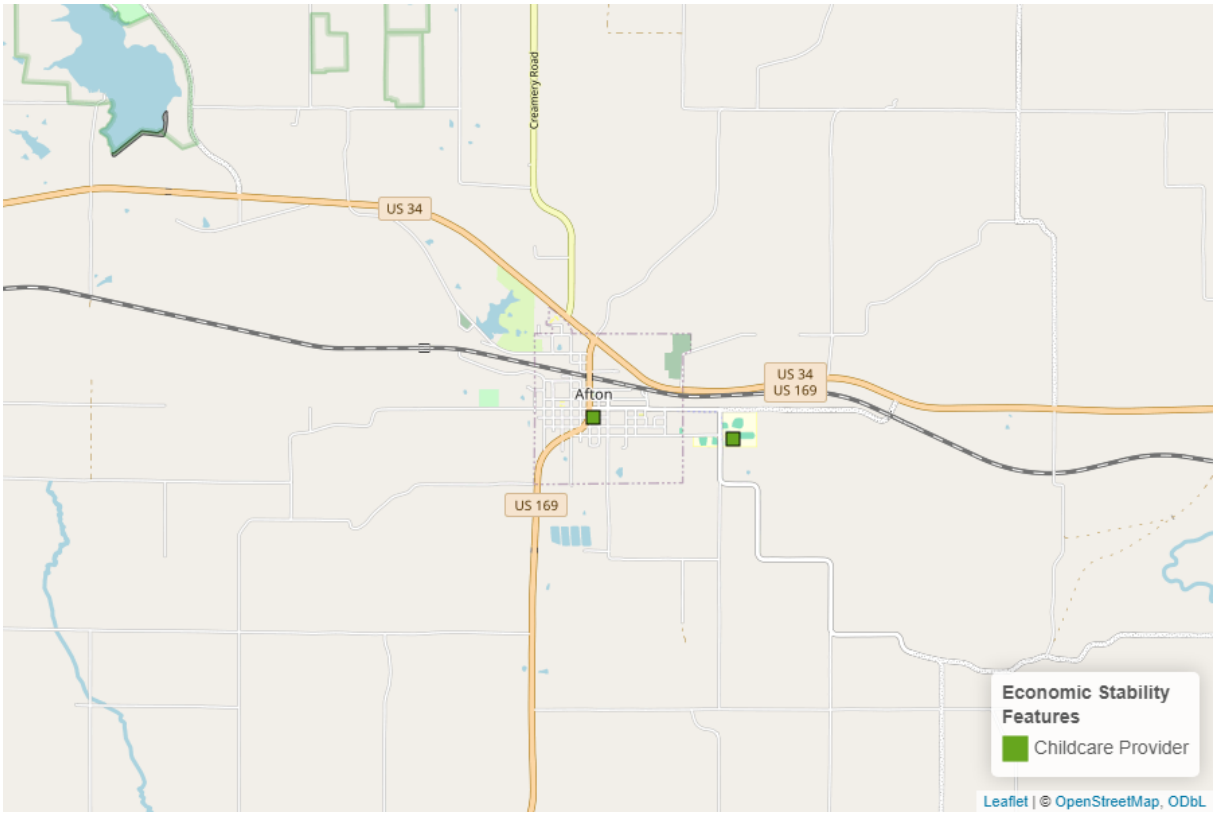 Creamery Road
US 34
US 34
US 169
Afton
US 169
Economic Stability
Features
Childcare Provider
Leaflet | © OpenStreetMap, ODbL